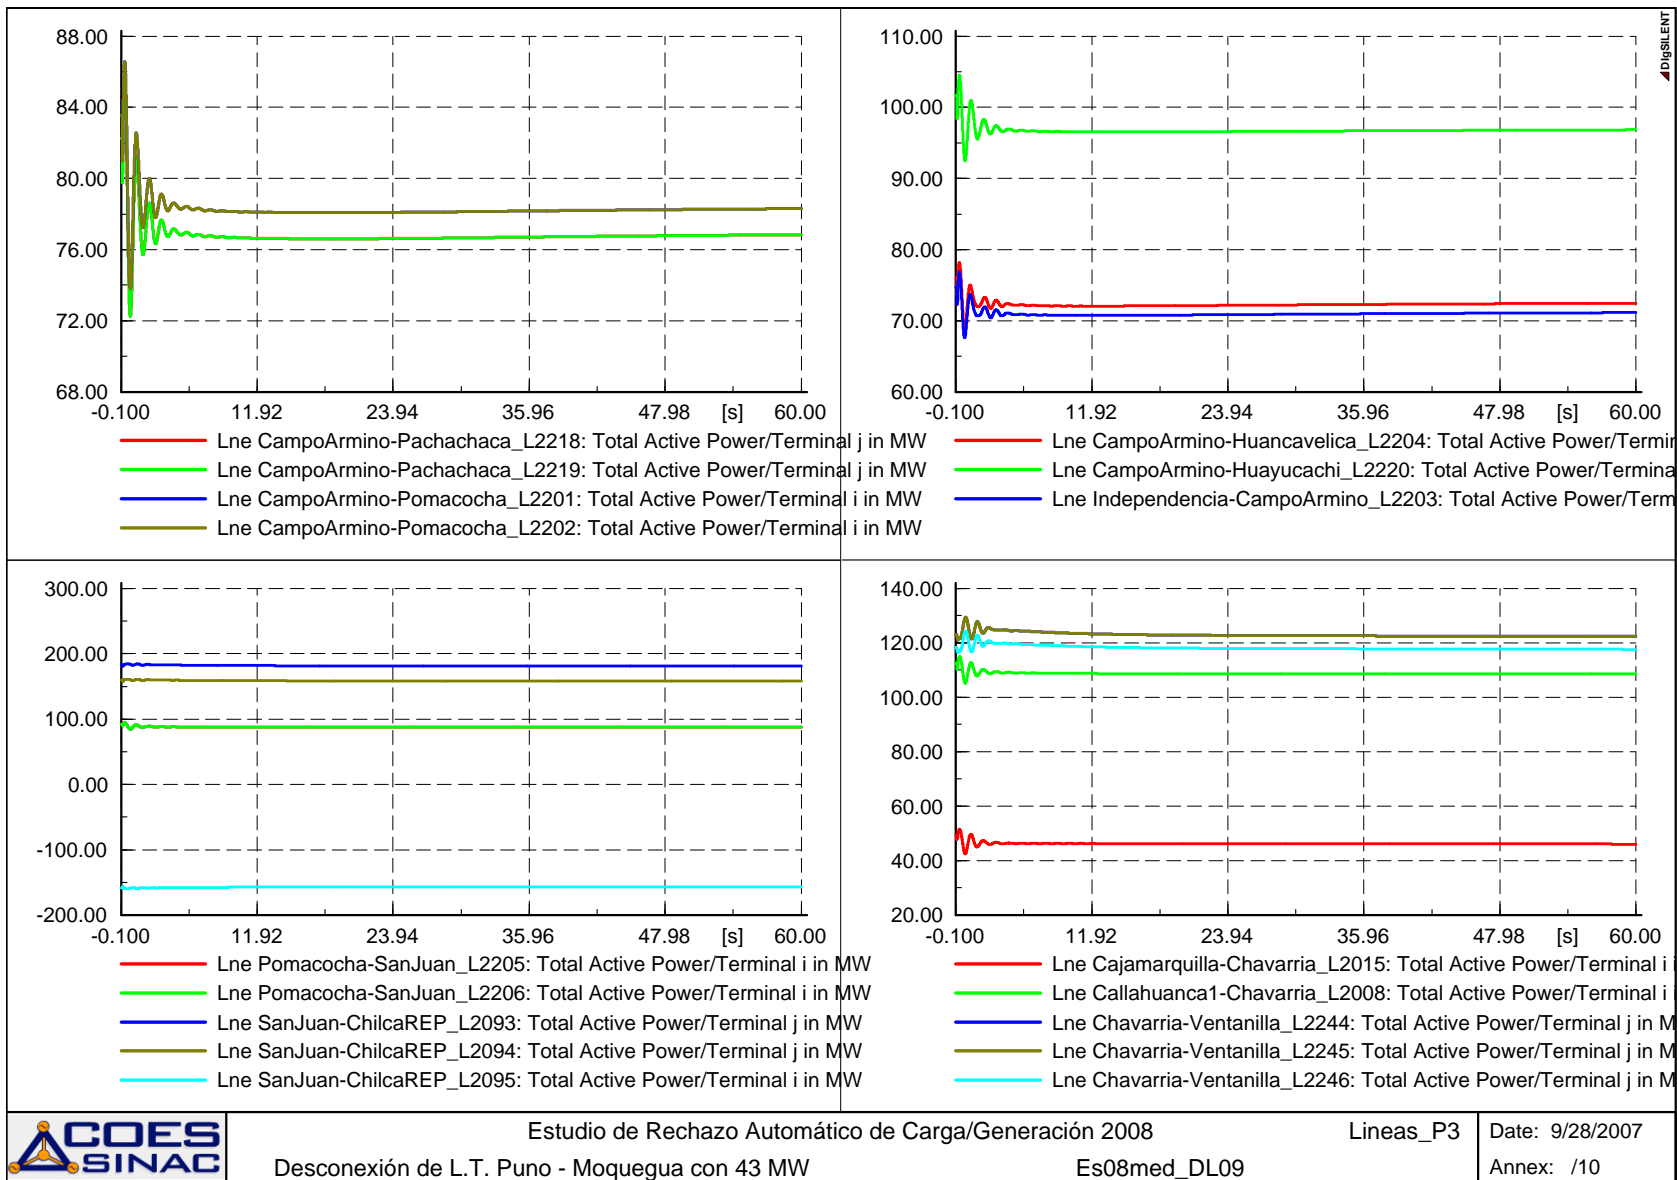 88.00
84.00
80.00
76.00
72.00
68.00
-0.100 11.92 23.94 35.96 47.98 [s] 60.00
Lne CampoArmino-Pachachaca_L2218: Total Active Power/Terminal j in MW
Lne CampoArmino-Pachachaca_L2219: Total Active Power/Terminal j in MW
Lne CampoArmino-Pomacocha_L2201: Total Active Power/Terminal i in MW
Lne CampoArmino-Pomacocha_L2202: Total Active Power/Terminal i in MW
DIgSILENT
110.00
100.00
90.00
80.00
70.00
60.00
-0.100 11.92 23.94 35.96 47.98 [s] 60.00
Lne CampoArmino-Huancavelica_L2204: Total Active Power/Termin
Lne CampoArmino-Huayucachi_L2220: Total Active Power/Termina
Lne Independencia-CampoArmino_L2203: Total Active Power/Term
300.00
200.00
100.00
0.00
-100.00
-200.00
-0.100 11.92 23.94 35.96 47.98 [s] 60.00
Lne Pomacocha-SanJuan_L2205: Total Active Power/Terminal i in MW
Lne Pomacocha-SanJuan_L2206: Total Active Power/Terminal i in MW
Lne SanJuan-ChilcaREP_L2093: Total Active Power/Terminal j in MW
Lne SanJuan-ChilcaREP_L2094: Total Active Power/Terminal j in MW
Lne SanJuan-ChilcaREP_L2095: Total Active Power/Terminal i in MW
140.00
120.00
100.00
80.00
60.00
40.00
20.00
-0.100 11.92 23.94 35.96 47.98 [s] 60.00
Lne Cajamarquilla-Chavarria_L2015: Total Active Power/Terminal i i
Lne Callahuanca1-Chavarria_L2008: Total Active Power/Terminal i i
Lne Chavarria-Ventanilla_L2244: Total Active Power/Terminal j in M
Lne Chavarria-Ventanilla_L2245: Total Active Power/Terminal j in M
Lne Chavarria-Ventanilla_L2246: Total Active Power/Terminal j in M
COES
SINAC
Estudio de Rechazo Automático de Carga/Generación 2008 Lineas_P3
Desconexión de L.T. Puno - Moquegua con 43 MW Es08med_DL09
Date: 9/28/2007
Annex: /10